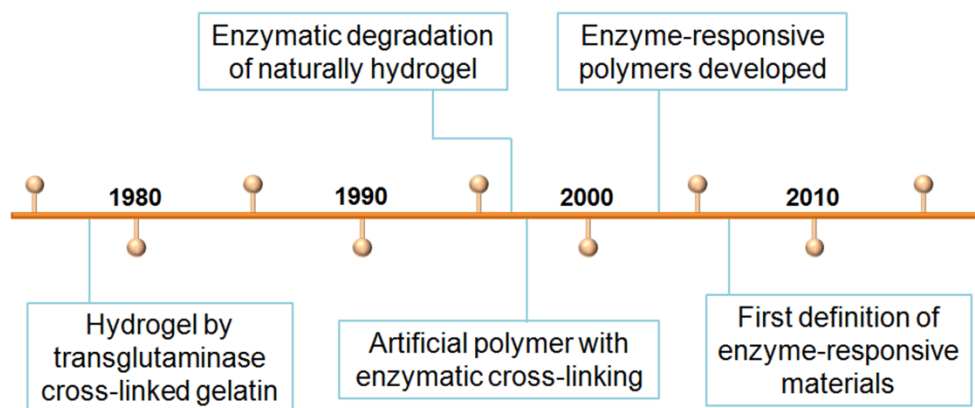 Enzymatic degradation
of naturally hydrogel
Enzyme-responsive
polymers developed
1980
1990
2000
2010
Hydrogel by
transglutaminase
cross-linked gelatin
Artificial polymer with
enzymatic cross-linking
First definition of
enzyme-responsive
materials